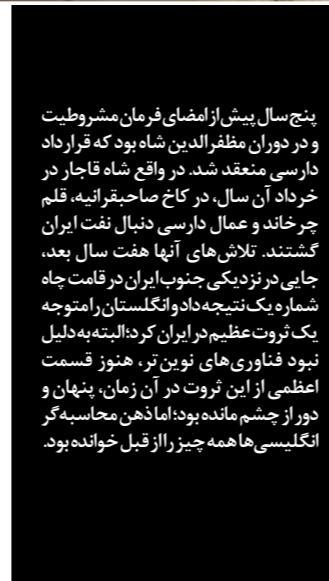 پنج‌سال پیش‌از امضای فرمان مشروطیت
و در دوران مظفرالدین شاه بود که قرارداد
دارسی منعقد شد. در واقع شاه قاجار در
خرداد آن سال، در کاخ صاحبقرانیه، قلم
چرخاند و عمال دارسی دنبال نفت ایران
گشتند. تلاش‌های آنها هفت سال بعد،
جایی در نزدیکی جنوب ایران در قامت چاه
شماره یک نتیجه داد و انگلستان را متوجه
یک ثروت عظیم در ایران کرد؛ البته به دلیل
نبود فناوری‌های نوین‌تر، هنوز قسمت
اعظمی از این ثروت در آن زمان، پنهان و
دور از چشم مانده بود؛ اما ذهن محاسبه‌گر
انگلیسی‌ها همه چیز را از قبل خوانده بود.